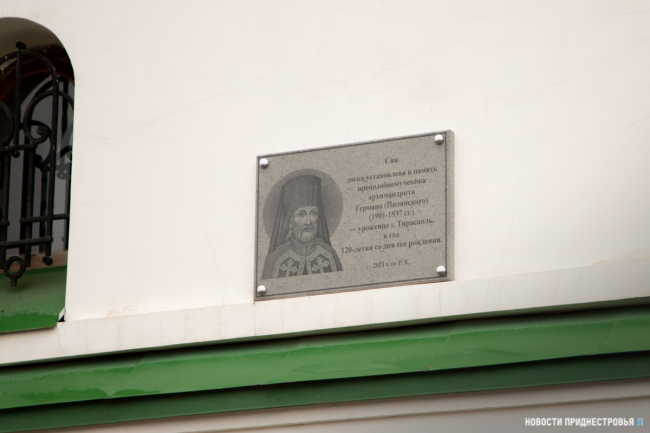 Сия
доска установлена в память
преподобномученика
архимандрита
Германа (Полянского)
(1901-1937 гг.)
— уроженца г. Тирасполь,
в год
120-летия со дня его рождения.
2021 г. от Р. Х.
НОВОСТИ ПРИДНЕСТРОВЬЯ